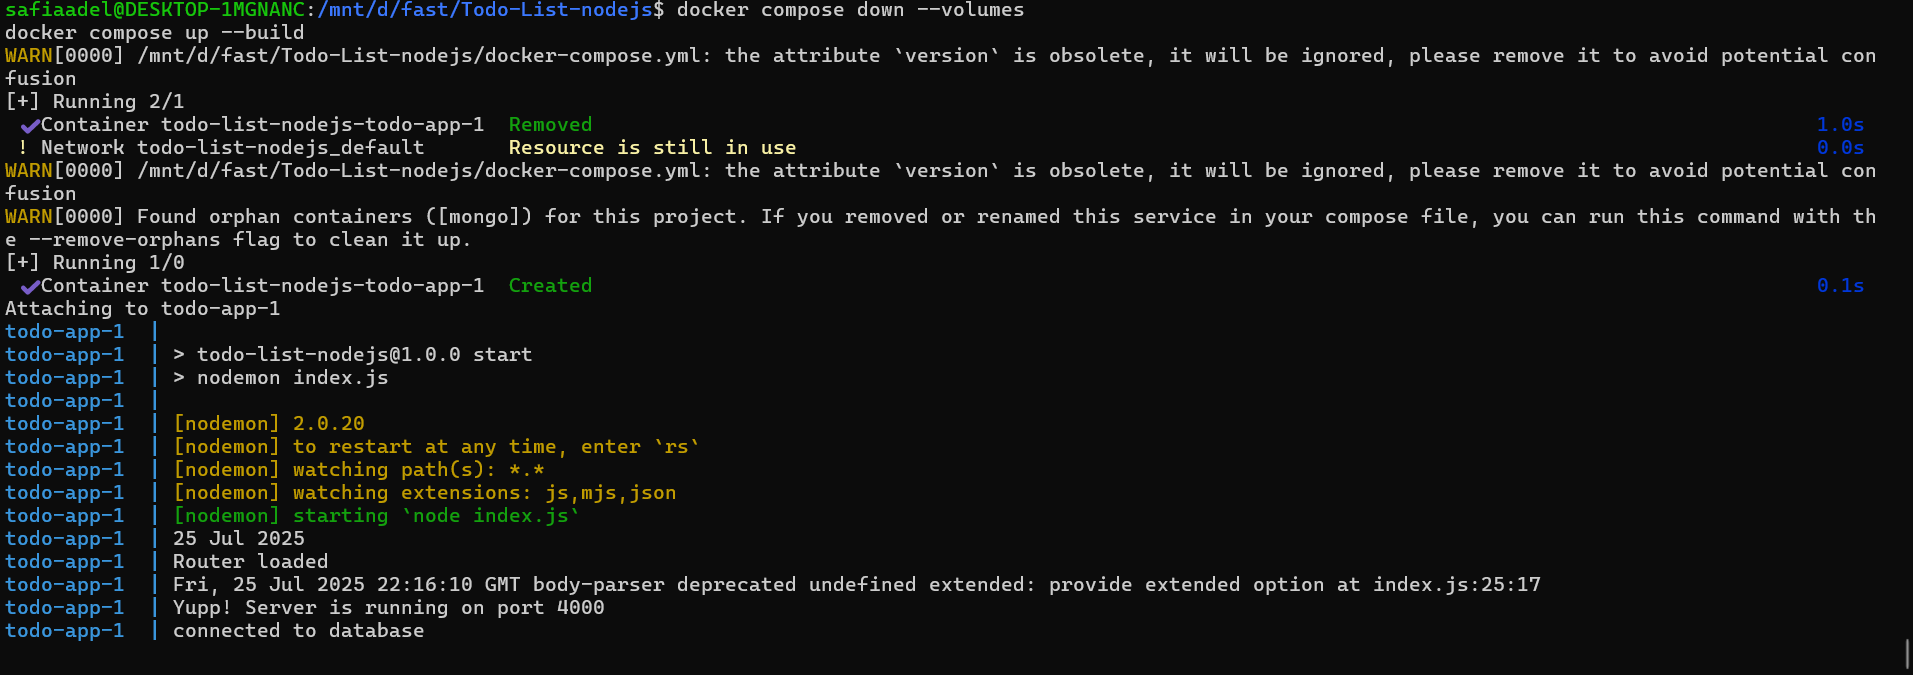 safiaadel@DESKTOP-1MGNANC:/mnt/d/fast/Todo-List-nodejs$ docker compose down --volumes
docker compose up --build
WARN[0000] /mnt/d/fast/Todo-List-nodejs/docker-compose.yml: the attribute `version` is obsolete, it will be ignored, please remove it to avoid potential con
fusion
[+] Running 2/1
✔Container todo-list-nodejs-todo-app-1  Removed 1.0s
! Network todo-list-nodejs_default Resource is still in use 0.0s
WARN[0000] /mnt/d/fast/Todo-List-nodejs/docker-compose.yml: the attribute `version` is obsolete, it will be ignored, please remove it to avoid potential con
fusion
WARN[0000] Found orphan containers ([mongo]) for this project. If you removed or renamed this service in your compose file, you can run this command with th
e --remove-orphans flag to clean it up.
[+] Running 1/0
✔Container todo-list-nodejs-todo-app-1  Created 0.1s
Attaching to todo-app-1
todo-app-1  |
todo-app-1  | > todo-list-nodejs@1.0.0 start
todo-app-1  | > nodemon index.js
todo-app-1  |
todo-app-1  | [nodemon] 2.0.20
todo-app-1  | [nodemon] to restart at any time, enter `rs`
todo-app-1  | [nodemon] watching path(s): *.*
todo-app-1  | [nodemon] watching extensions: js,mjs,json
todo-app-1  | [nodemon] starting `node index.js`
todo-app-1  | 25 Jul 2025
todo-app-1  | Router loaded
todo-app-1  | Fri, 25 Jul 2025 22:16:10 GMT body-parser deprecated undefined extended: provide extended option at index.js:25:17
todo-app-1  | Yupp! Server is running on port 4000
todo-app-1  | connected to database